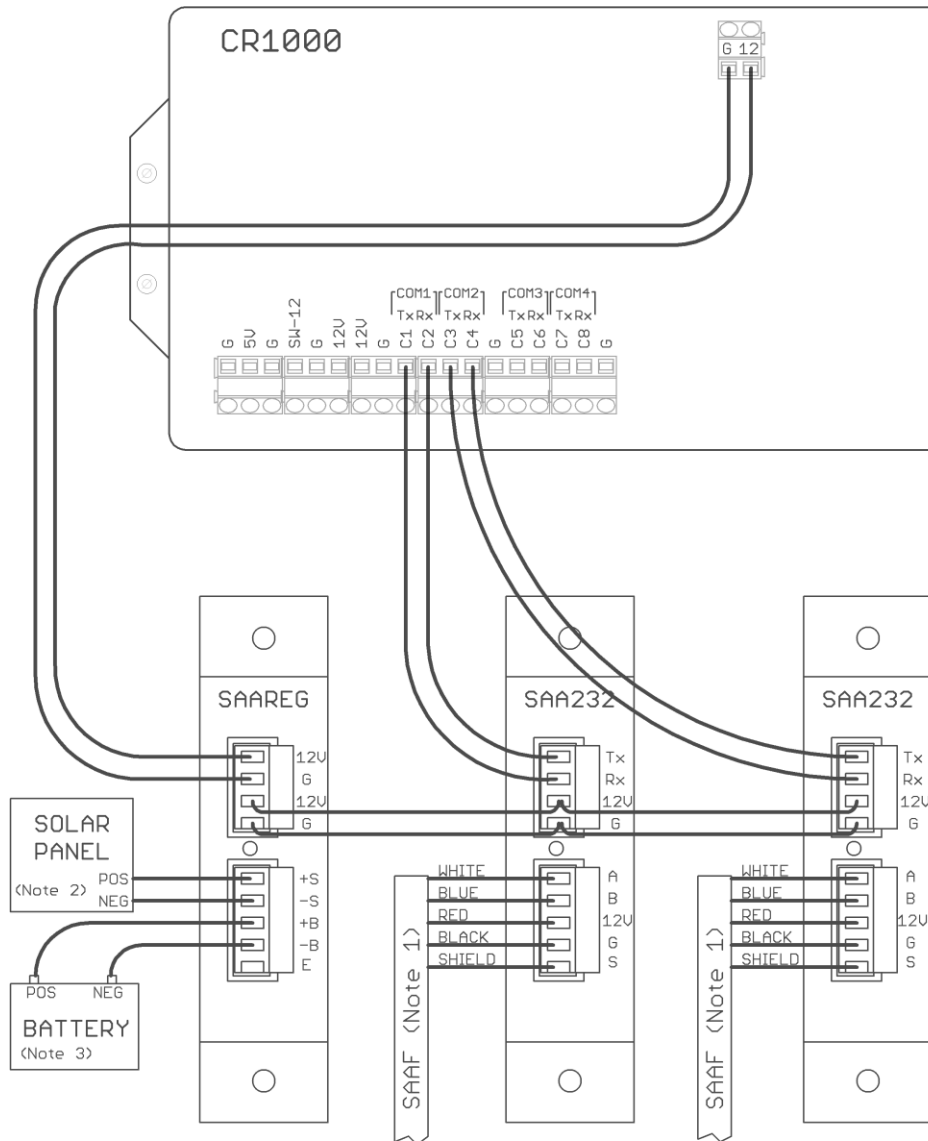 CR1000
G 12
COM1 COM2 COM3 COM4
Tx Rx Tx Rx Tx Rx Tx Rx
G 5V G SW-12 G 12V 12V G C1 C2 C3 C4 G C5 C6 C7 C8 G
SAAREG
12V
G
12V
G
+S
-S
+B
-B
E
SOLAR
PANEL
(Note 2)
POS
NEG
POS NEG
BATTERY
(Note 3)
SAA232
Tx
Rx
12V
G
WHITE A
BLUE B
RED 12V
BLACK G
SHIELD S
SAAF (Note 1)
SAA232
Tx
Rx
12V
G
WHITE A
BLUE B
RED 12V
BLACK G
SHIELD S
SAAF (Note 1)